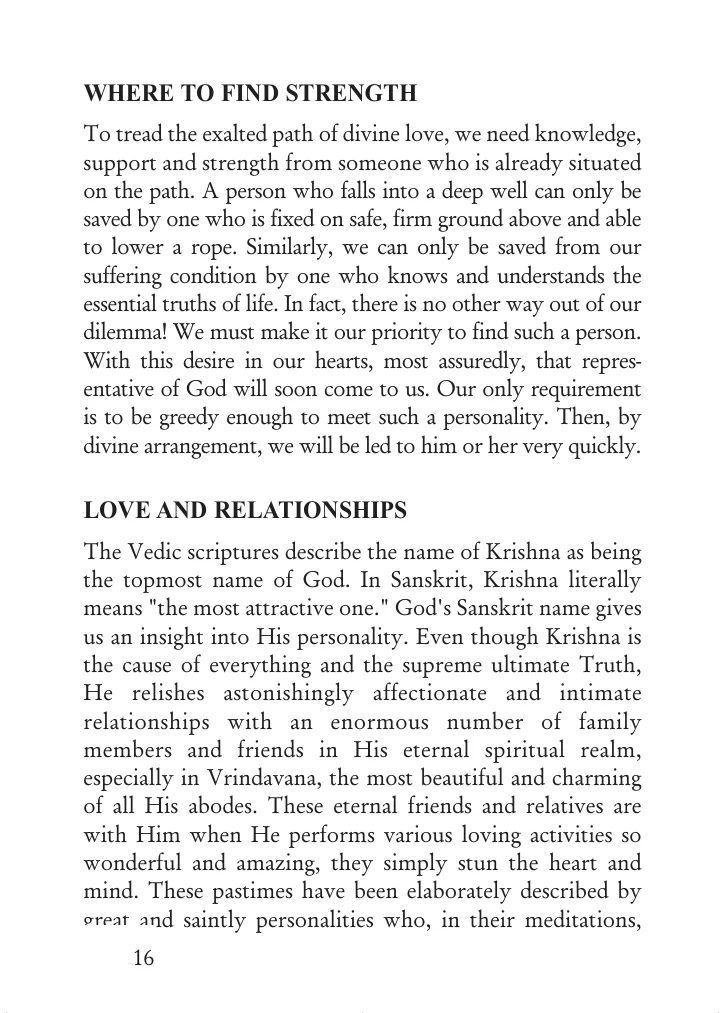 WHERE TO FIND STRENGTH
To tread the exalted path of divine love, we need knowledge,
support and strength from someone who is already situated
on the path. A person who falls into a deep well can only be
saved by one who is fixed on safe, firm ground above and able
to lower a rope. Similarly, we can only be saved from our
suffering condition by one who knows and understands the
essential truths of life. In fact, there is no other way out of our
dilemma! We must make it our priority to find such a person.
With this desire in our hearts, most assuredly, that repres-
entative of God will soon come to us. Our only requirement
is to be greedy enough to meet such a personality. Then, by
divine arrangement, we will be led to him or her very quickly.
LOVE AND RELATIONSHIPS
The Vedic scriptures describe the name of Krishna as being
the topmost name of God. In Sanskrit, Krishna literally
means "the most attractive one." God's Sanskrit name gives
us an insight into His personality. Even though Krishna is
the cause of everything and the supreme ultimate Truth,
He relishes astonishingly affectionate and intimate
relationships with an enormous number of family
members and friends in His eternal spiritual realm,
especially in Vrindavana, the most beautiful and charming
of all His abodes. These eternal friends and relatives are
with Him when He performs various loving activities so
wonderful and amazing, they simply stun the heart and
mind. These pastimes have been elaborately described by
great and saintly personalities who, in their meditations,
16